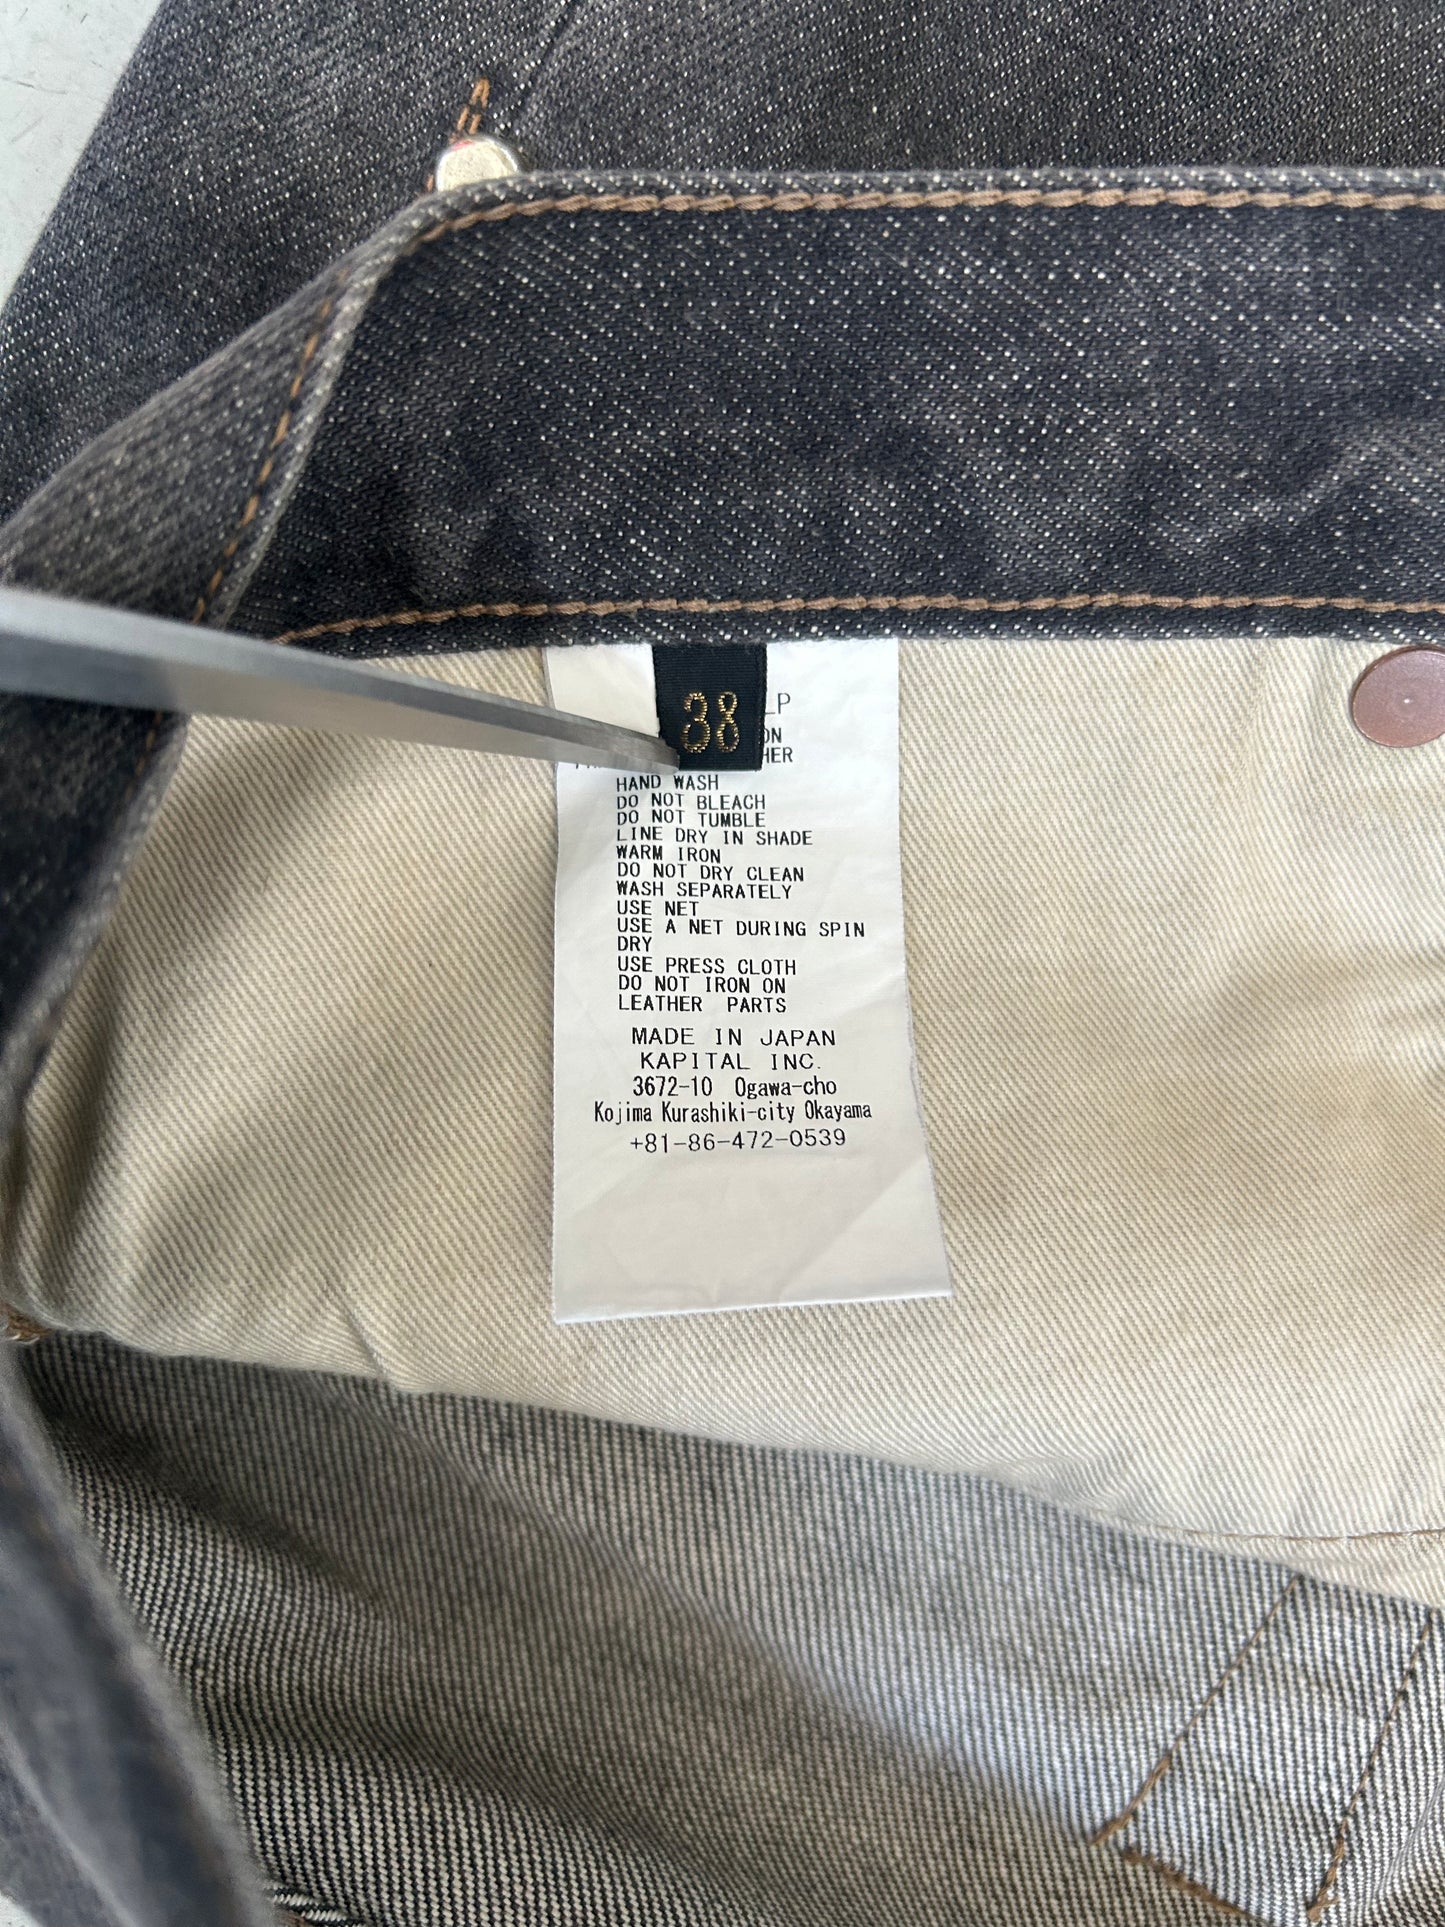 38
LP
HAND WASH
DO NOT BLEACH
DO NOT TUMBLE
LINE DRY IN SHADE
WARM IRON
DO NOT DRY CLEAN
WASH SEPARATELY
USE NET
USE A NET DURING SPIN
DRY
USE PRESS CLOTH
DO NOT IRON ON
LEATHER PARTS
MADE IN JAPAN
KAPITAL INC.
3672-10 Ogawa-cho
Kojima Kurashiki-city Okayama
+81-86-472-0539